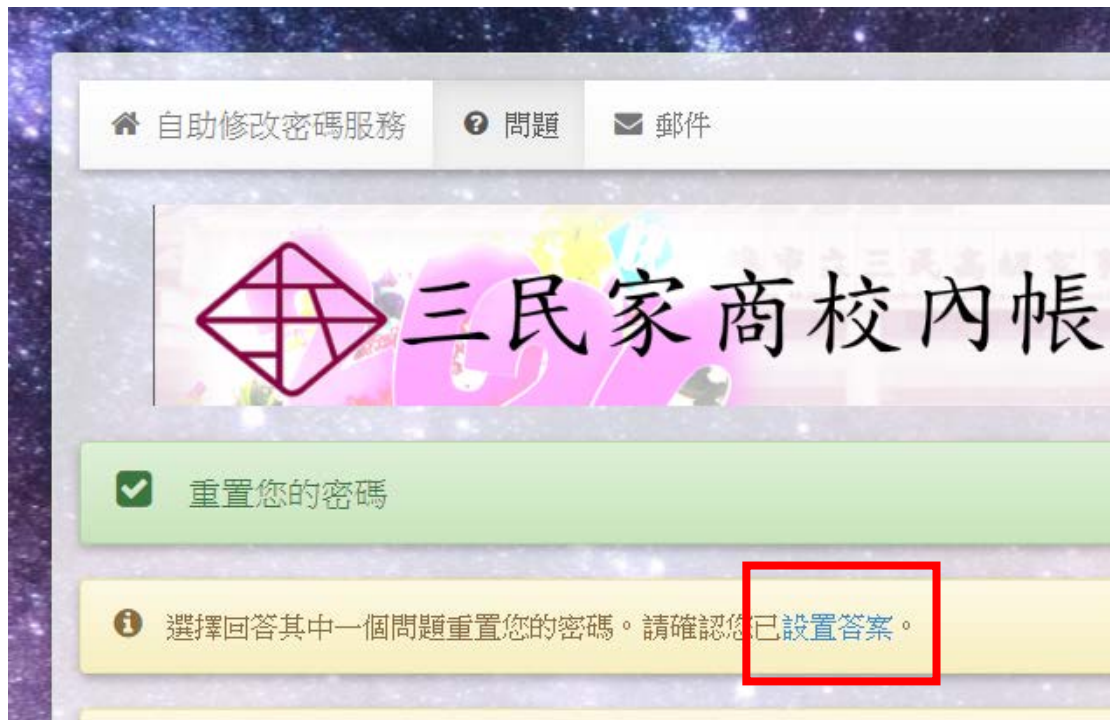 自助修改密碼服務 問題 郵件
三民家商校內帳
重置您的密碼
選擇回答其中一個問題重置您的密碼。請確認您已設置答案。